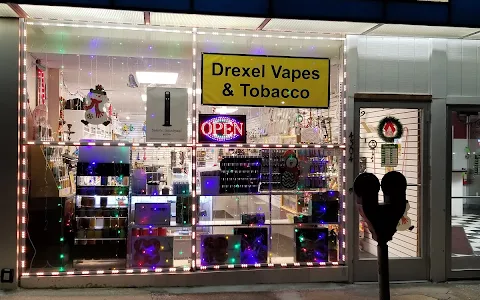 Drexel Vapes
& Tobacco
OPEN